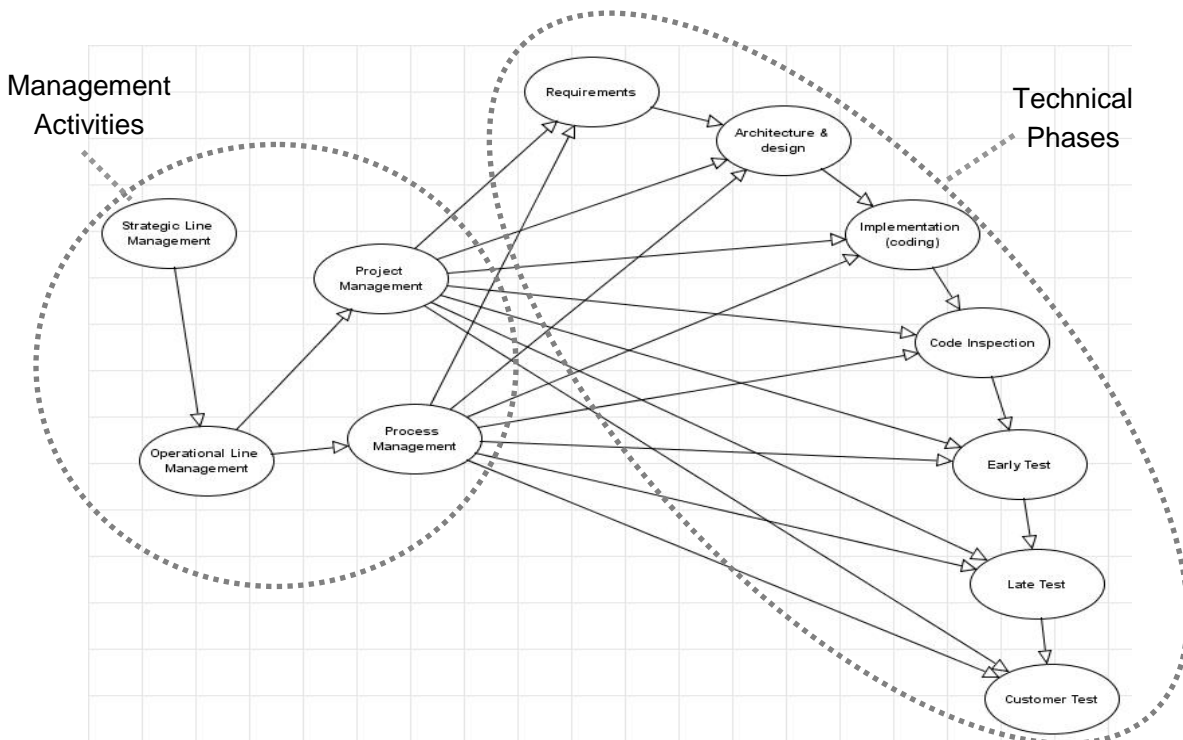 Management
Activities
Technical
Phases
Requirements
Architecture &
design
Strategic Line
Management
Implementation
(coding)
Project
Management
Code Inspection
Process
Management
Operational Line
Management
Early Test
Late Test
Customer Test